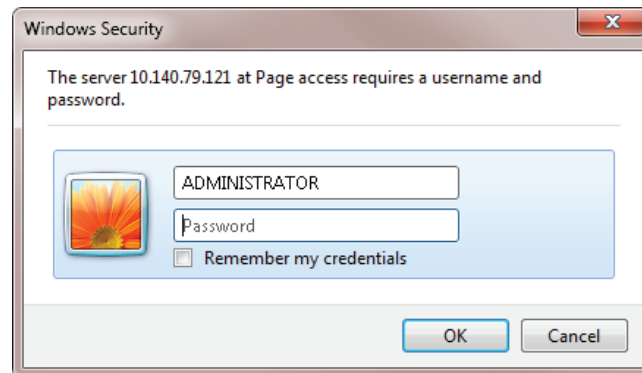 Windows Security
The server 10.140.79.121 at Page access requires a username and
password.
ADMINISTRATOR
Password
Remember my credentials
OK
Cancel